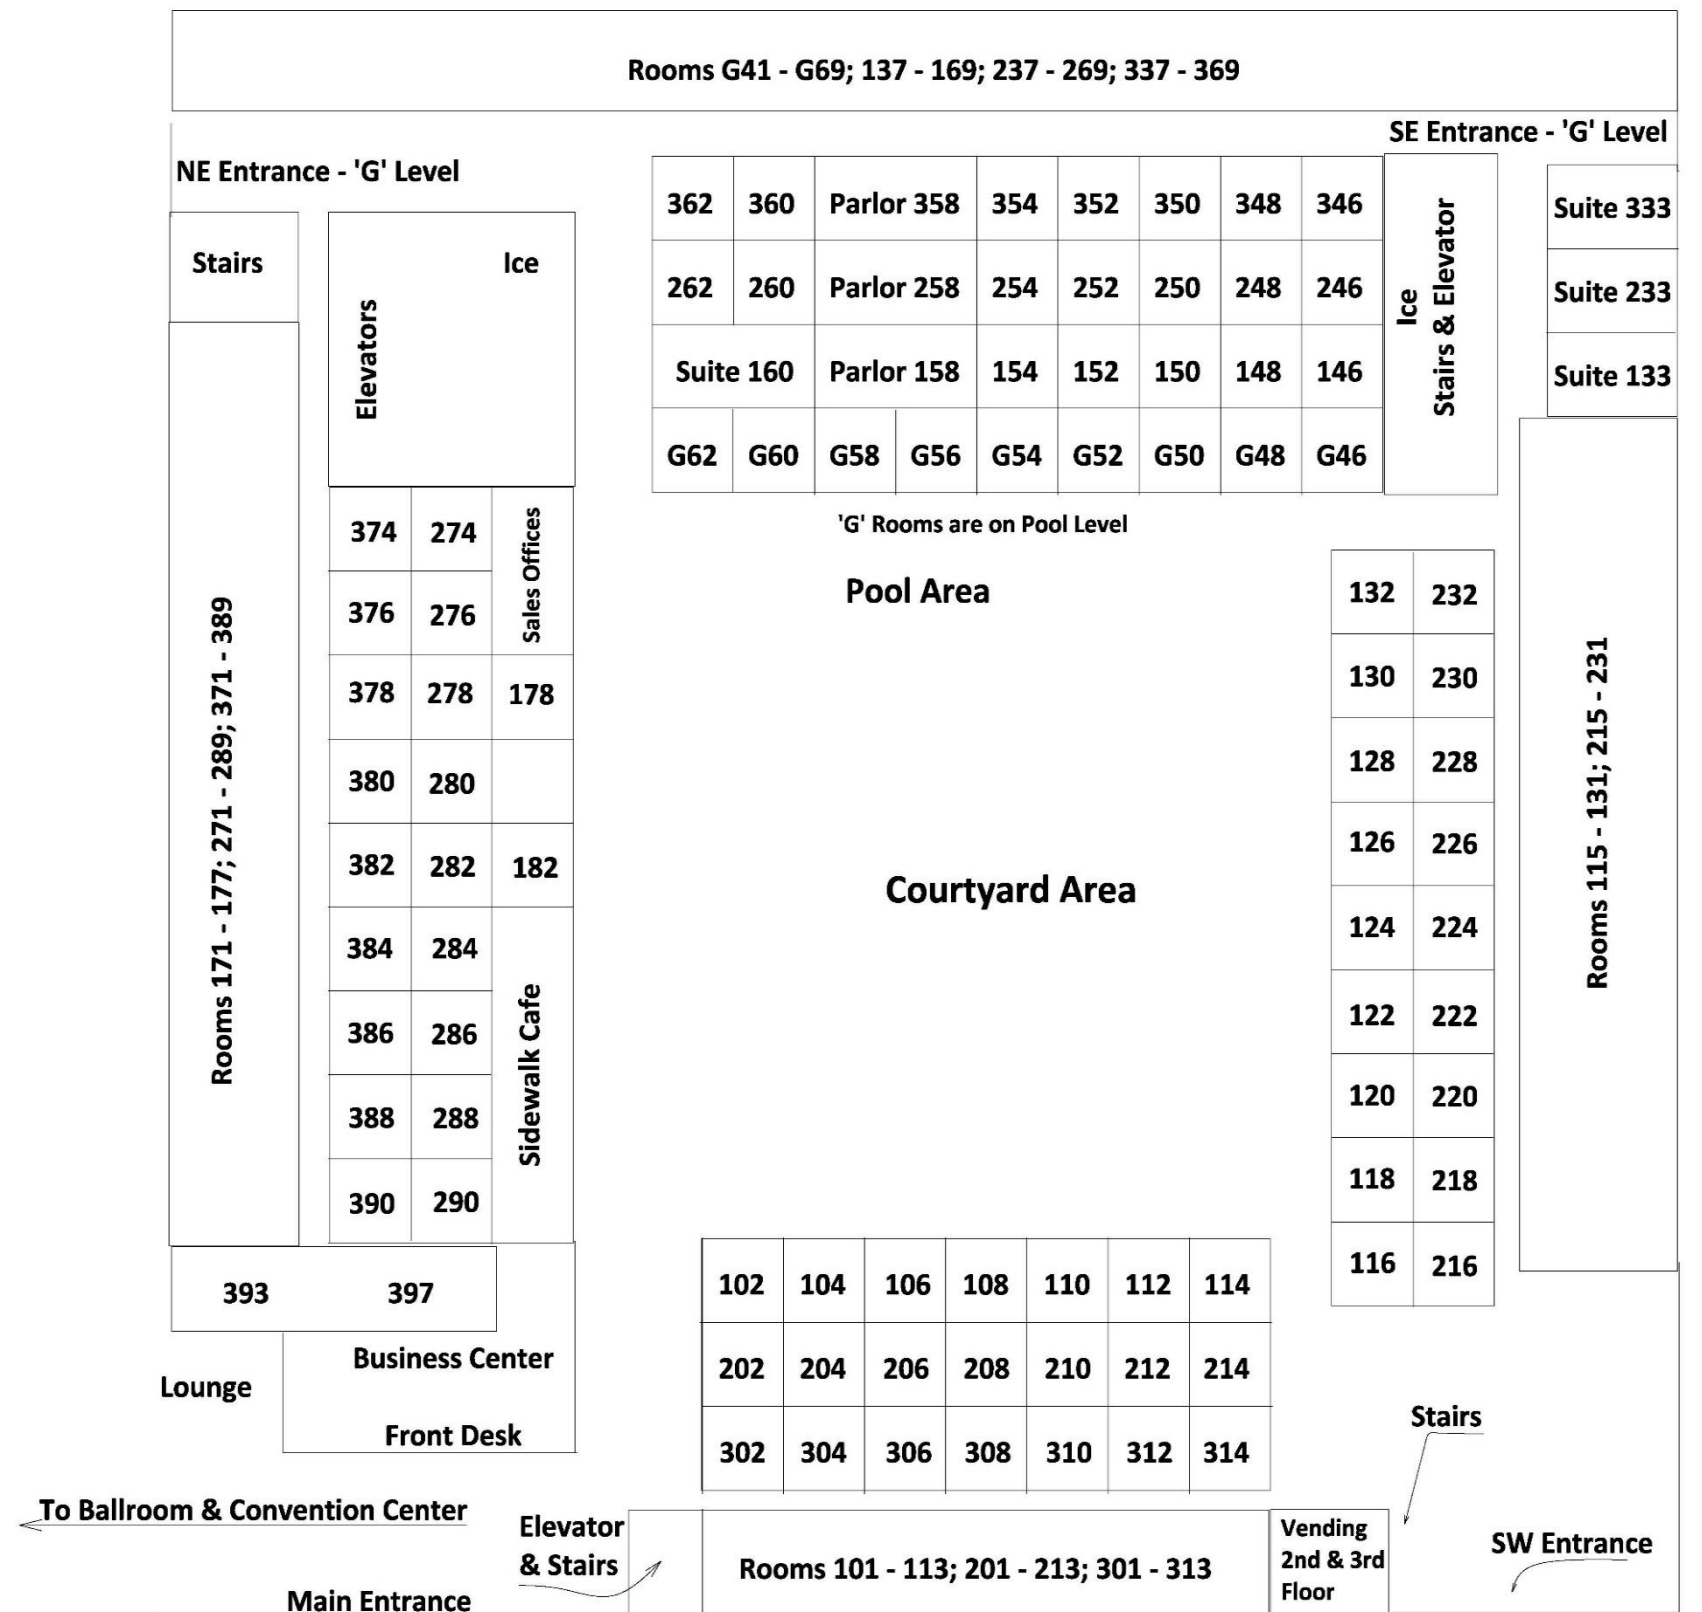 Rooms G41 - G69; 137 - 169; 237 - 269; 337 - 369
SE Entrance - 'G' Level
NE Entrance - 'G' Level
362 360 Parlor 358 354 352 350 348 346
262 260 Parlor 258 254 252 250 248 246
Suite 160 Parlor 158 154 152 150 148 146
G62 G60 G58 G56 G54 G52 G50 G48 G46
Ice
Stairs & Elevator
Suite 333
Suite 233
Suite 133
Stairs
Elevators
Ice
'G' Rooms are on Pool Level
Pool Area
Courtyard Area
Rooms 171 - 177; 271 - 289; 371 - 389
374 274
376 276
Sales Offices
378 278 178
380 280
382 282 182
384 284
386 286
388 288
390 290
Sidewalk Cafe
132 232
130 230
128 228
126 226
124 224
122 222
120 220
118 218
116 216
Rooms 115 - 131; 215 - 231
393 397
Business Center
Lounge
Front Desk
102 104 106 108 110 112 114
202 204 206 208 210 212 214
302 304 306 308 310 312 314
Stairs
To Ballroom & Convention Center
Elevator
& Stairs
Rooms 101 - 113; 201 - 213; 301 - 313
Vending
2nd & 3rd
Floor
SW Entrance
Main Entrance